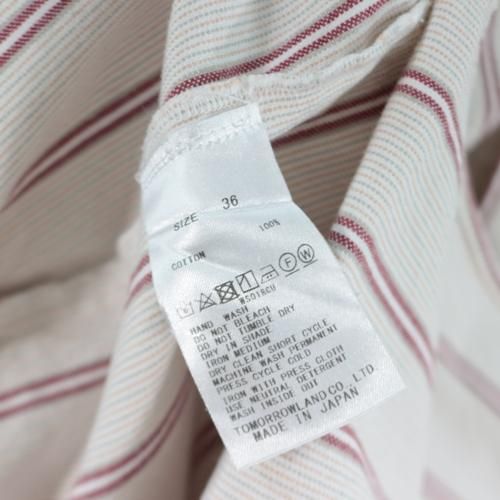 SIZE 36
COTTON 100%
F W
WS01RCU
HAND WASH
DO NOT BLEACH
DO NOT TUMBLE DRY
DRY IN SHADE
IRON MEDIUM
DRY CLEAN SHORT CYCLE
MACHINE WASH PERMANENT
PRESS CYCLE COLD
IRON WITH PRESS CLOTH
USE NEUTRAL DETERGENT
WASH INSIDE OUT
TOMORROWLAND CO., LTD.
MADE IN JAPAN